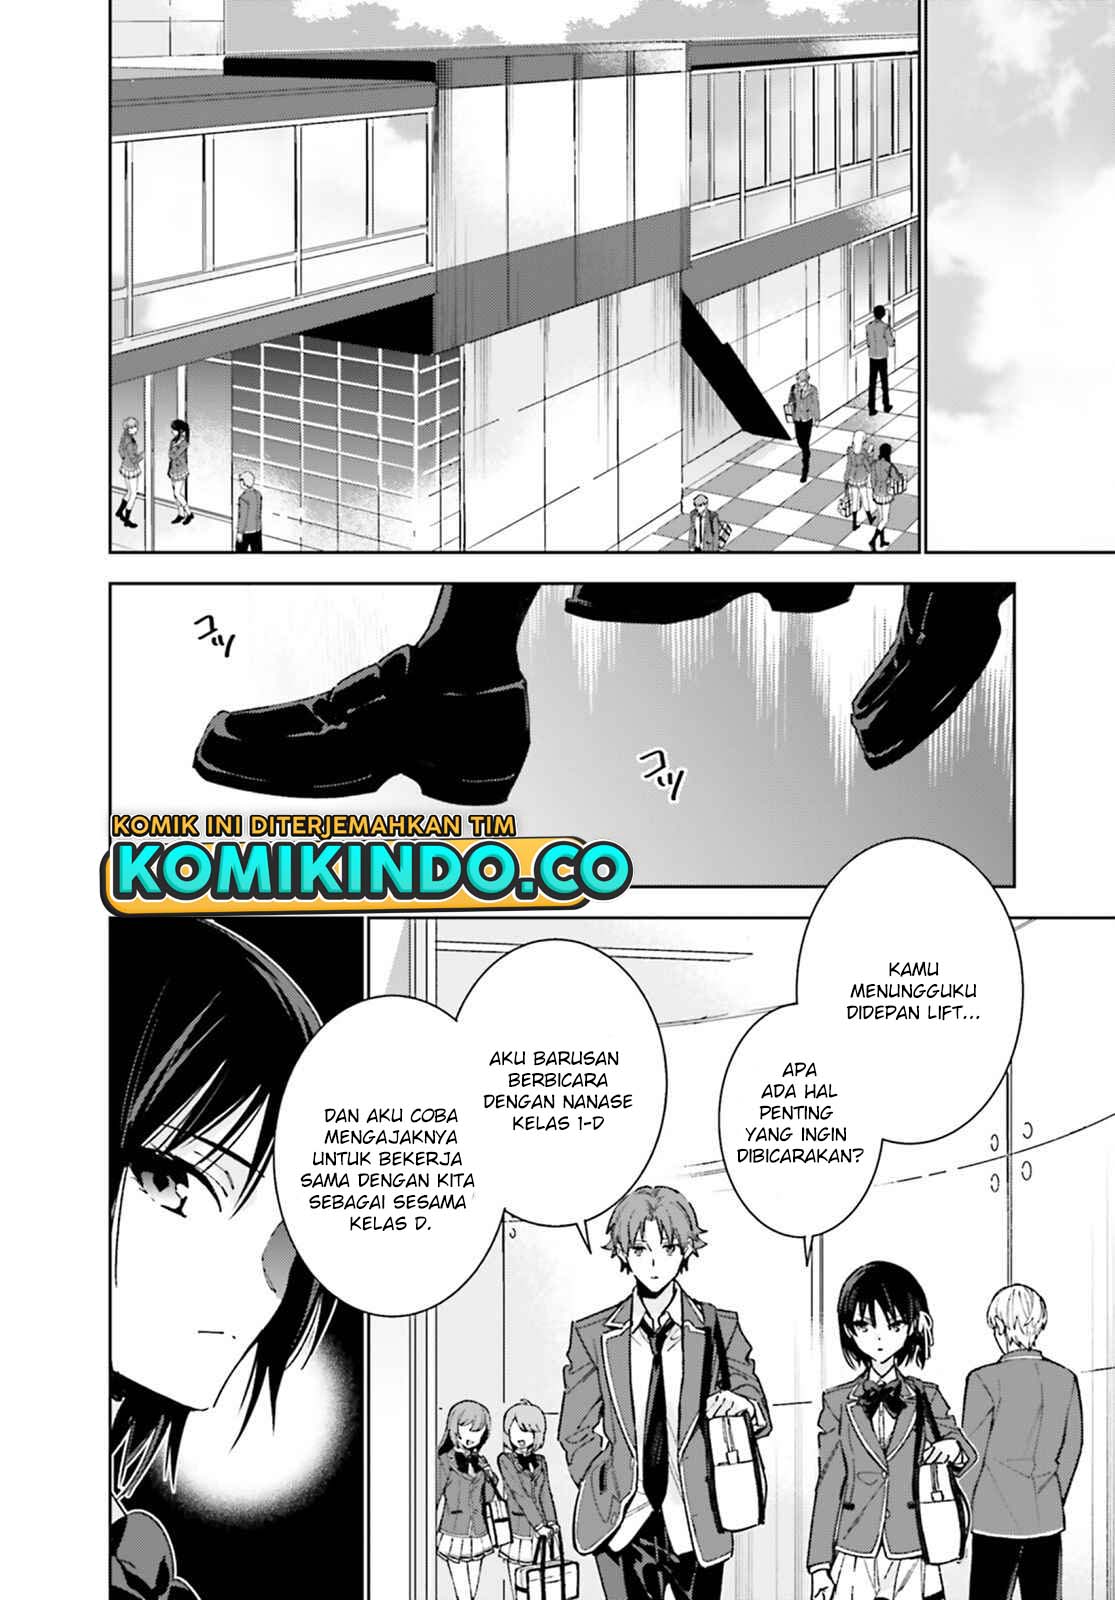 コツ
コツ
KOMIK INI DITERJEMAHKAN TIM
KOMIKINDO.CO
KAMU
MENUNGGUKU
DIDEPAN LIFT...
APA
ADA HAL
PENTING
YANG INGIN
DIBICARAKAN?
AKU BARUSAN
BERBICARA
DENGAN NANASE
KELAS 1-D
DAN AKU COBA
MENGAJAKNYA
UNTUK BEKERJA
SAMA DENGAN KITA
SEBAGAI SESAMA
KELAS D.